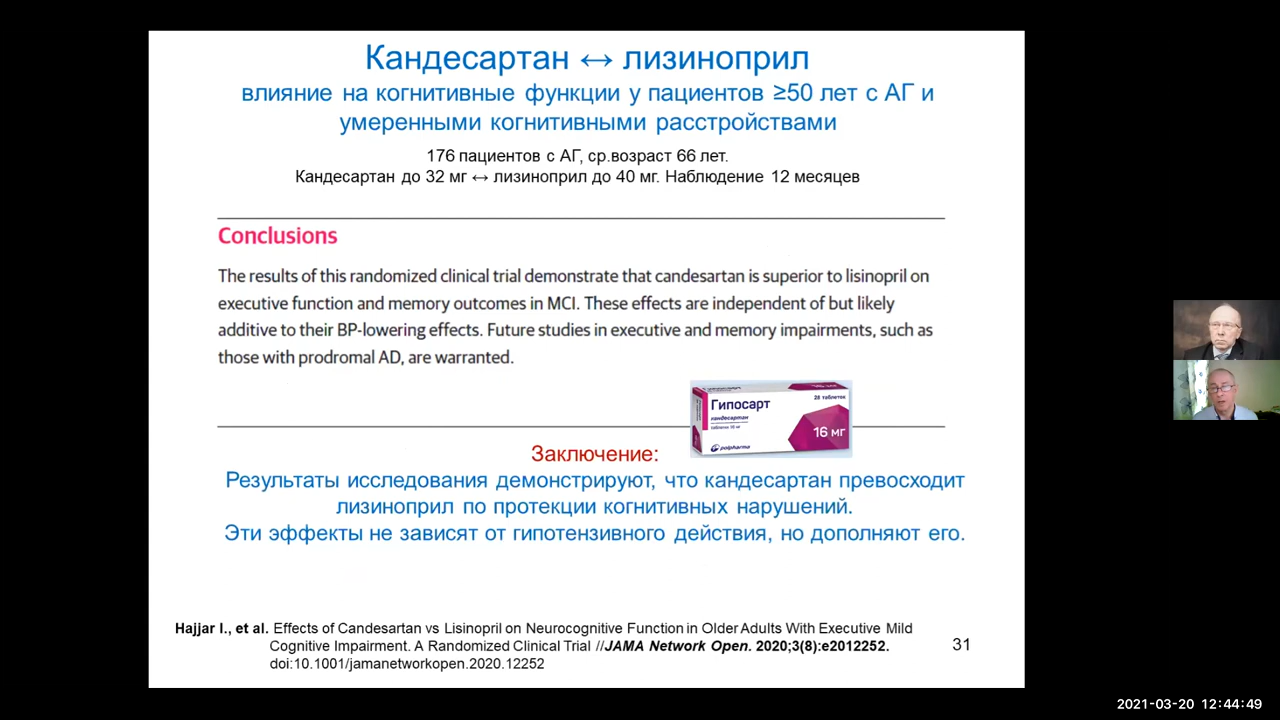 Кандесартан ↔ лизиноприл
влияние на когнитивные функции у пациентов ≥50 лет с АГ и
умеренными когнитивными расстройствами
176 пациентов с АГ, ср.возраст 66 лет.
Кандесартан до 32 мг ↔ лизиноприл до 40 мг. Наблюдение 12 месяцев
Conclusions
The results of this randomized clinical trial demonstrate that candesartan is superior to lisinopril on
executive function and memory outcomes in MCI. These effects are independent of but likely
additive to their BP-lowering effects. Future studies in executive and memory impairments, such as
those with prodromal AD, are warranted.
Гипосарт
28 таблеток
кандесартан
таблетки 16 мг
16 мг
polpharma
Заключение:
Результаты исследования демонстрируют, что кандесартан превосходит
лизиноприл по протекции когнитивных нарушений.
Эти эффекты не зависят от гипотензивного действия, но дополняют его.
Hajjar I., et al. Effects of Candesartan vs Lisinopril on Neurocognitive Function in Older Adults With Executive Mild
Cognitive Impairment. A Randomized Clinical Trial //JAMA Network Open. 2020;3(8):e2012252.
doi:10.1001/jamanetworkopen.2020.12252
31
2021-03-20 12:44:49